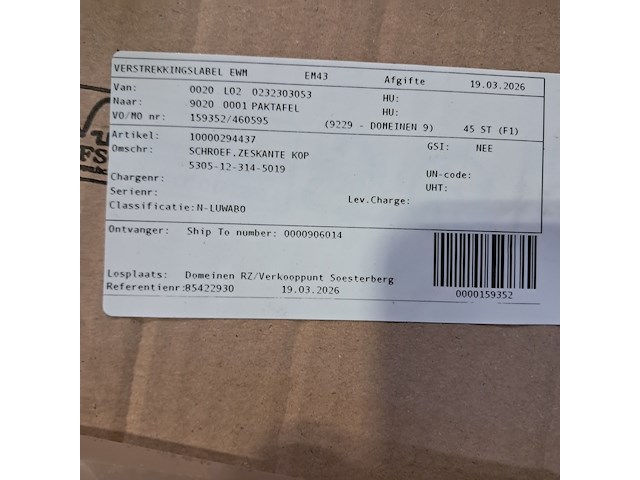 VERSTREKKINGSLABEL EWM EM43 Afgifte 19.03.2026
Van: 0020 L02 0232303053 HU:
Naar: 9020 0001 PAKTAFEL HU:
VO/MO nr: 159352/460595 (9229 - DOMEINEN 9) 45 ST (F1)
Artikel: 10000294437 GSI: NEE
Omschr: SCHROEF,ZESKANTE KOP
5305-12-314-5019 UN-code:
Chargenr: UHT:
Serienr: Lev.Charge:
Classificatie:N-LUWABO
Ontvanger: Ship To number: 0000906014
Losplaats: Domeinen RZ/Verkooppunt Soesterberg
Referentienr:85422930 19.03.2026
0000159352